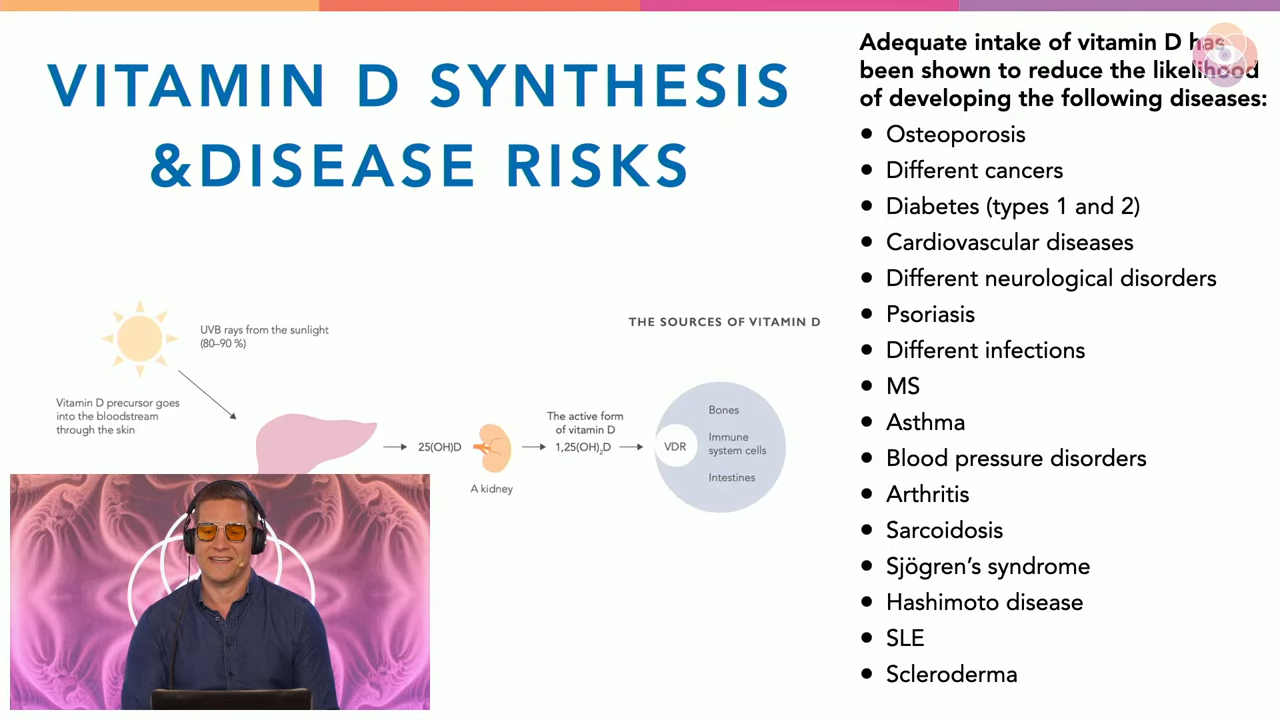 VITAMIN D SYNTHESIS
&DISEASE RISKS
UVB rays from the sunlight
(80–90 %)
Vitamin D precursor goes
into the bloodstream
through the skin
25(OH)D
A kidney
The active form
of vitamin D
1,25(OH)₂D
THE SOURCES OF VITAMIN D
VDR
Bones
Immune
system cells
Intestines
Adequate intake of vitamin D has
been shown to reduce the likelihood
of developing the following diseases:
• Osteoporosis
• Different cancers
• Diabetes (types 1 and 2)
• Cardiovascular diseases
• Different neurological disorders
• Psoriasis
• Different infections
• MS
• Asthma
• Blood pressure disorders
• Arthritis
• Sarcoidosis
• Sjögren’s syndrome
• Hashimoto disease
• SLE
• Scleroderma